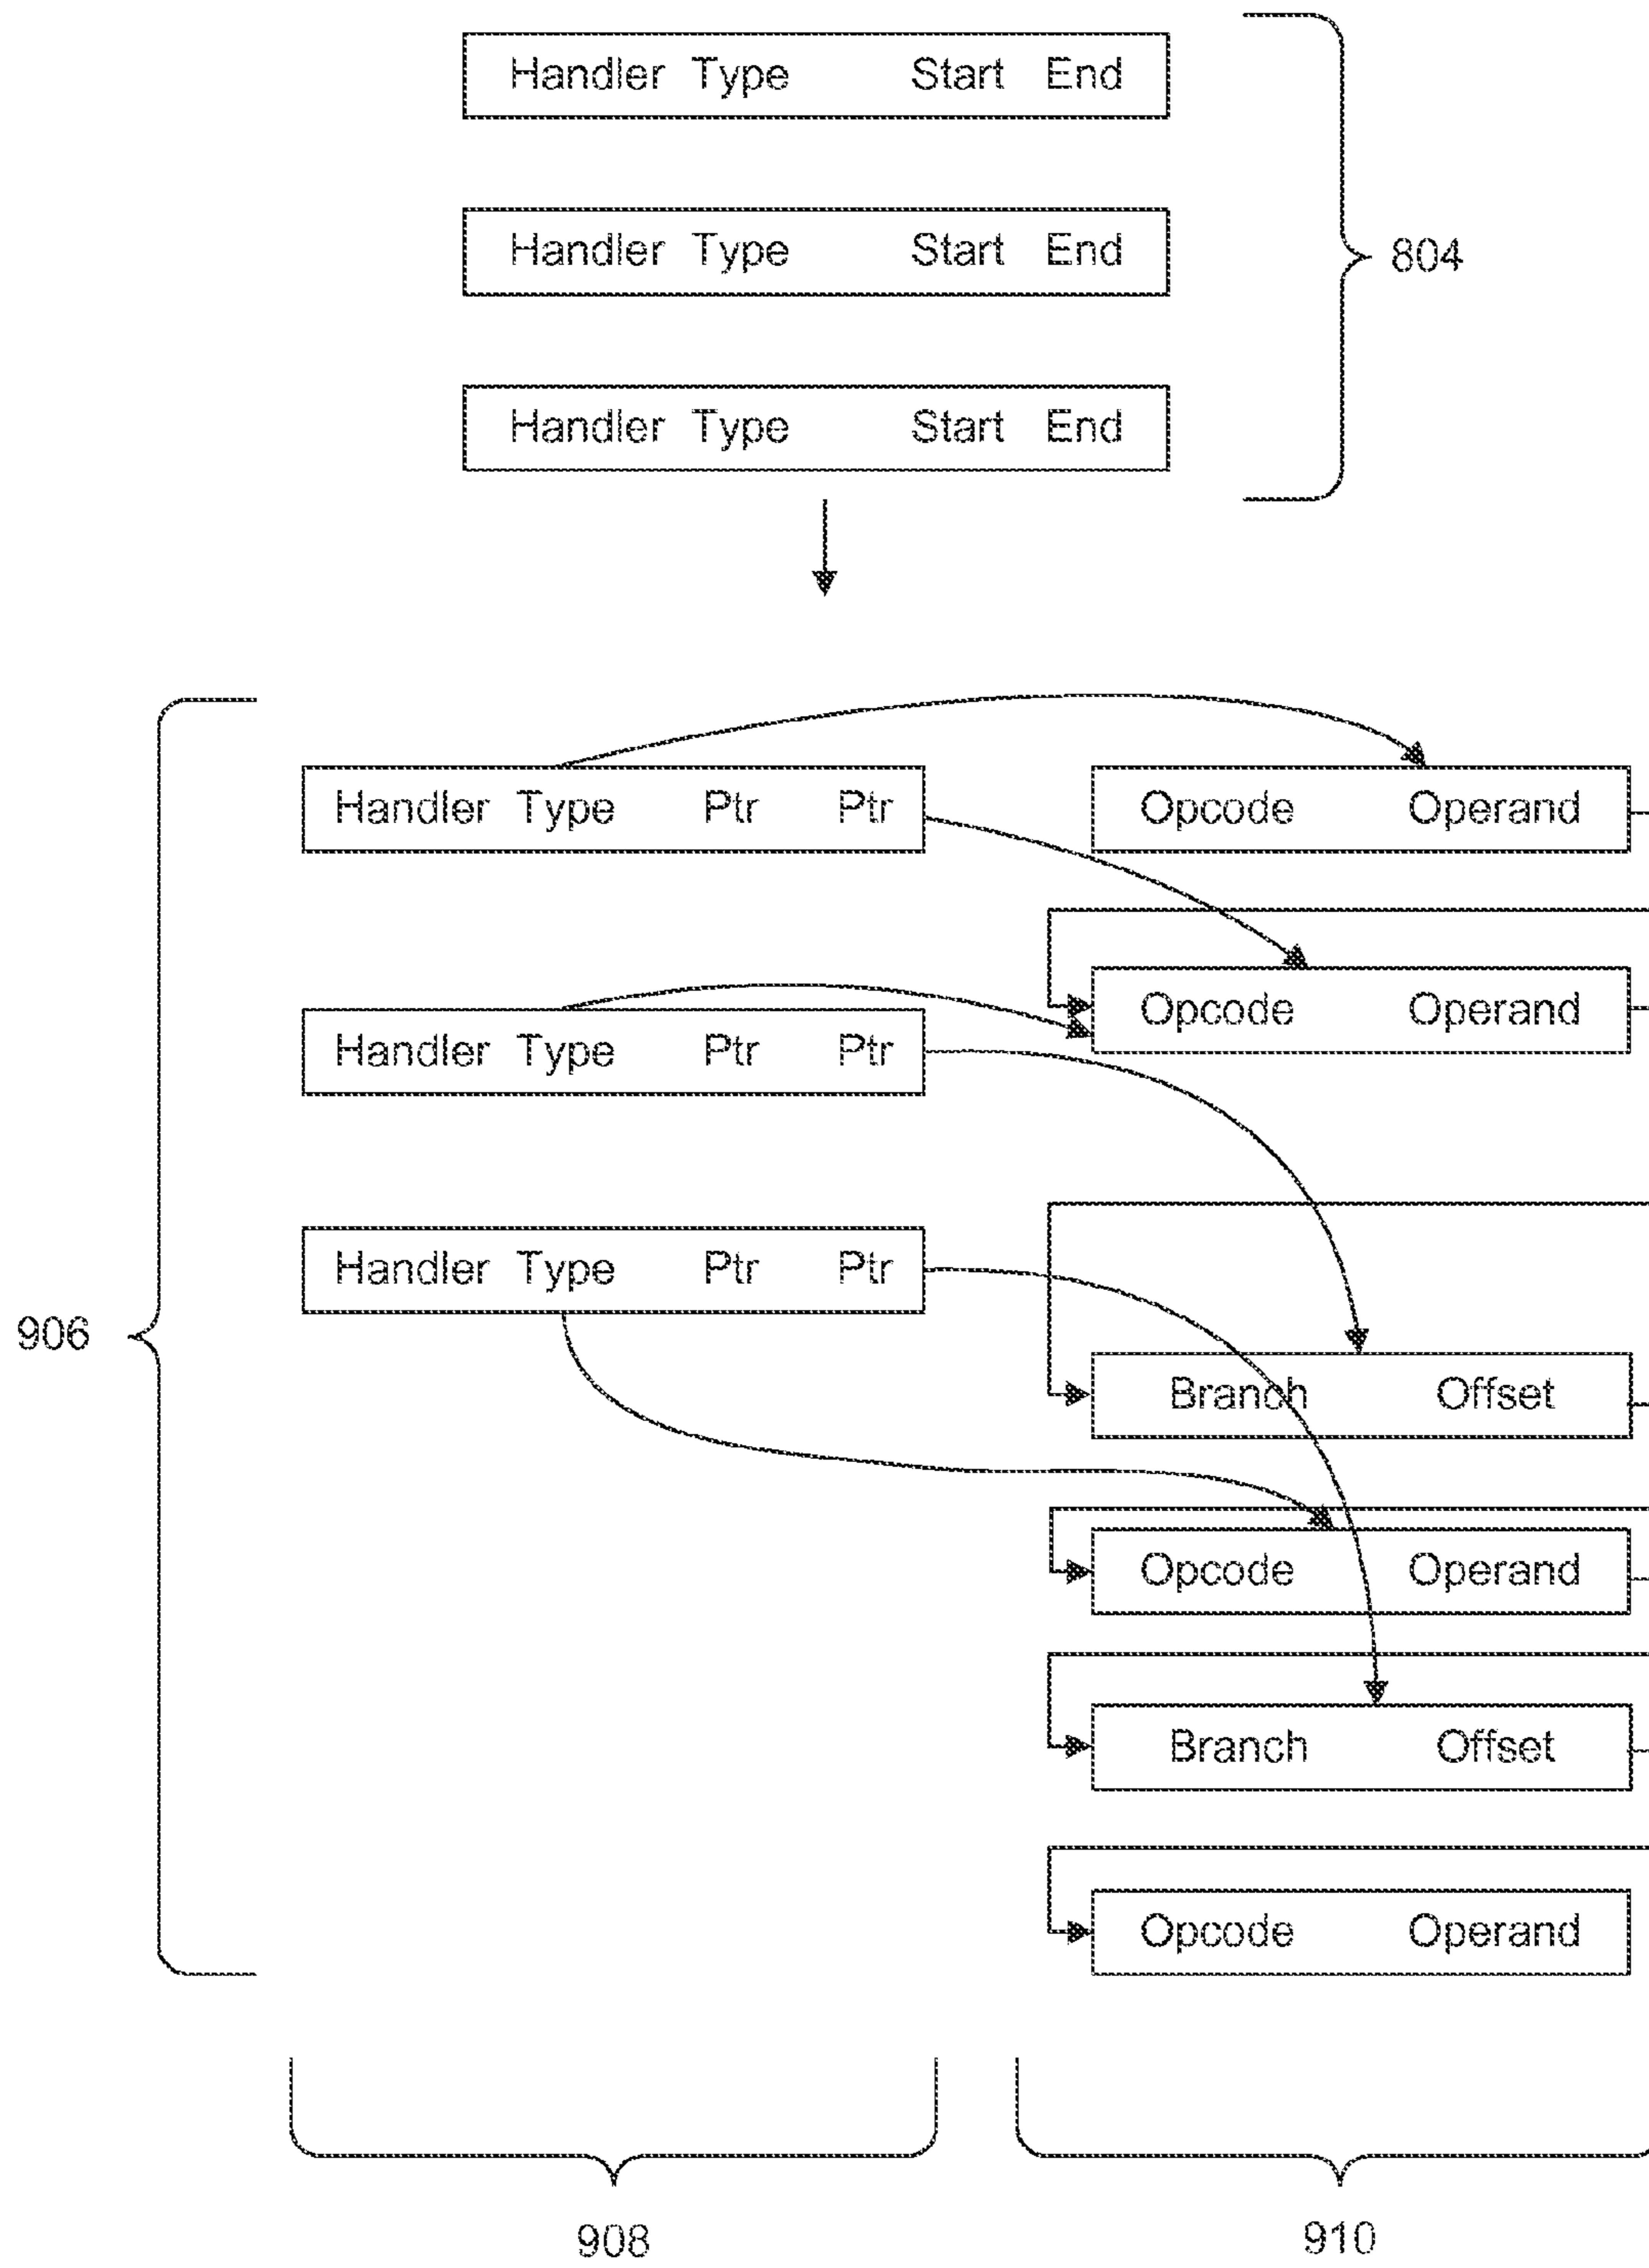 Handler Type Start End
Handler Type Start End
804
Handler Type Start End
Handler Type Ptr Ptr
Opcode Operand
Opcode Operand
Handler Type Ptr Ptr
Handler Type Ptr Ptr
906
Branch Offset
Opcode Operand
Branch Offset
Opcode Operand
908
910